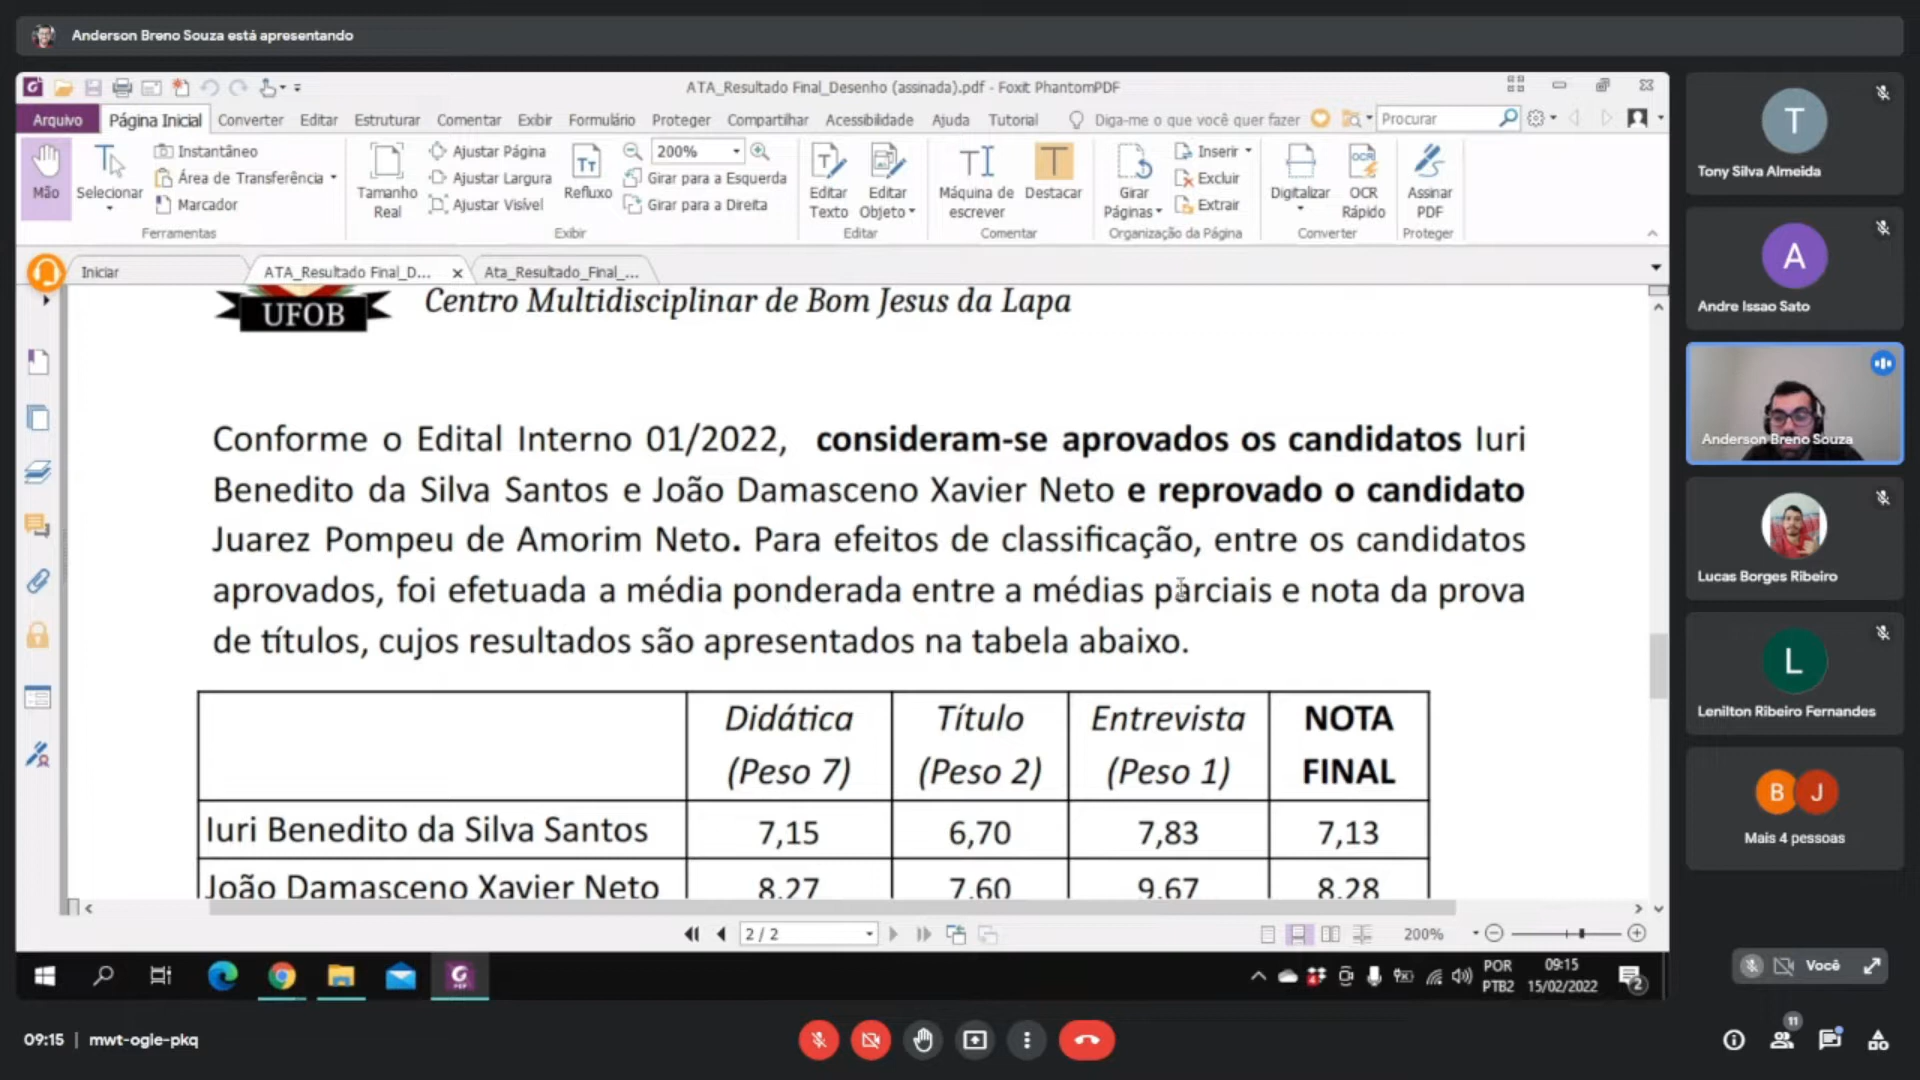 Anderson Breno Souza está apresentando
ATA_Resultado Final_Desenho (assinada).pdf - Foxit PhantomPDF
Arquivo Página Inicial Converter Editar Estruturar Comentar Exibir Formulário Proteger Compartilhar Acessibilidade Ajuda Tutorial Diga-me o que você quer fazer Procurar
Mão
Selecionar
Instantâneo
Área de Transferência
Marcador
Ferramentas
Tamanho
Real
Ajustar Página
Ajustar Largura
Ajustar Visível
Refluxo
200%
Girar para a Esquerda
Girar para a Direita
Exibir
Editar
Texto
Editar
Objeto
Editar
Máquina de
escrever
Destacar
Comentar
Girar
Páginas
Inserir
Excluir
Extrair
Organização da Página
Digitalizar
OCR
OCR
Rápido
Converter
Assinar
PDF
Proteger
Iniciar
ATA_Resultado Final_D...
Ata_Resultado_Final_...
UFOB
Centro Multidisciplinar de Bom Jesus da Lapa
Conforme o Edital Interno 01/2022, consideram-se aprovados os candidatos Iuri
Benedito da Silva Santos e João Damasceno Xavier Neto e reprovado o candidato
Juarez Pompeu de Amorim Neto. Para efeitos de classificação, entre os candidatos
aprovados, foi efetuada a média ponderada entre a médias parciais e nota da prova
de títulos, cujos resultados são apresentados na tabela abaixo.
Didática Título Entrevista NOTA
(Peso 7) (Peso 2) (Peso 1) FINAL
Iuri Benedito da Silva Santos 7,15 6,70 7,83 7,13
João Damasceno Xavier Neto 8,27 7,60 9,67 8,28
2 / 2
200%
POR
PTB2
09:15
15/02/2022
2
T
Tony Silva Almeida
A
Andre Issao Sato
Anderson Breno Souza
Lucas Borges Ribeiro
L
Lenilton Ribeiro Fernandes
B J
Mais 4 pessoas
Você
09:15 | mwt-ogie-pkq
11